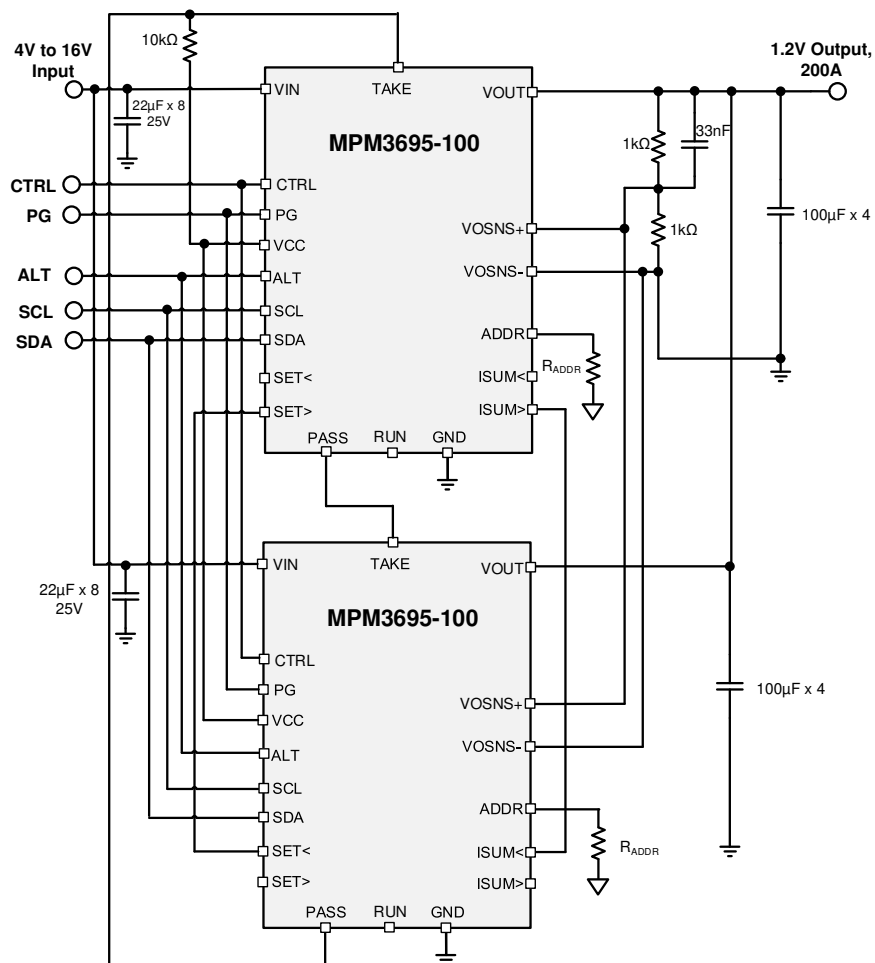 4V to 16V
Input
10kΩ
22µF x 8
25V
TAKE
VIN
VOUT
1.2V Output,
200A
MPM3695-100
1kΩ
33nF
CTRL
CTRL
PG
PG
VCC
VOSNS+
1kΩ
100µF x 4
ALT
ALT
VOSNS-
SCL
SCL
SDA
SDA
ADDR
RADDR
SET<
ISUM<
SET>
ISUM>
PASS
RUN
GND
TAKE
VIN
VOUT
22µF x 8
25V
MPM3695-100
CTRL
PG
VOSNS+
100µF x 4
VCC
VOSNS-
ALT
SCL
SDA
ADDR
RADDR
SET<
ISUM<
SET>
ISUM>
PASS
RUN
GND